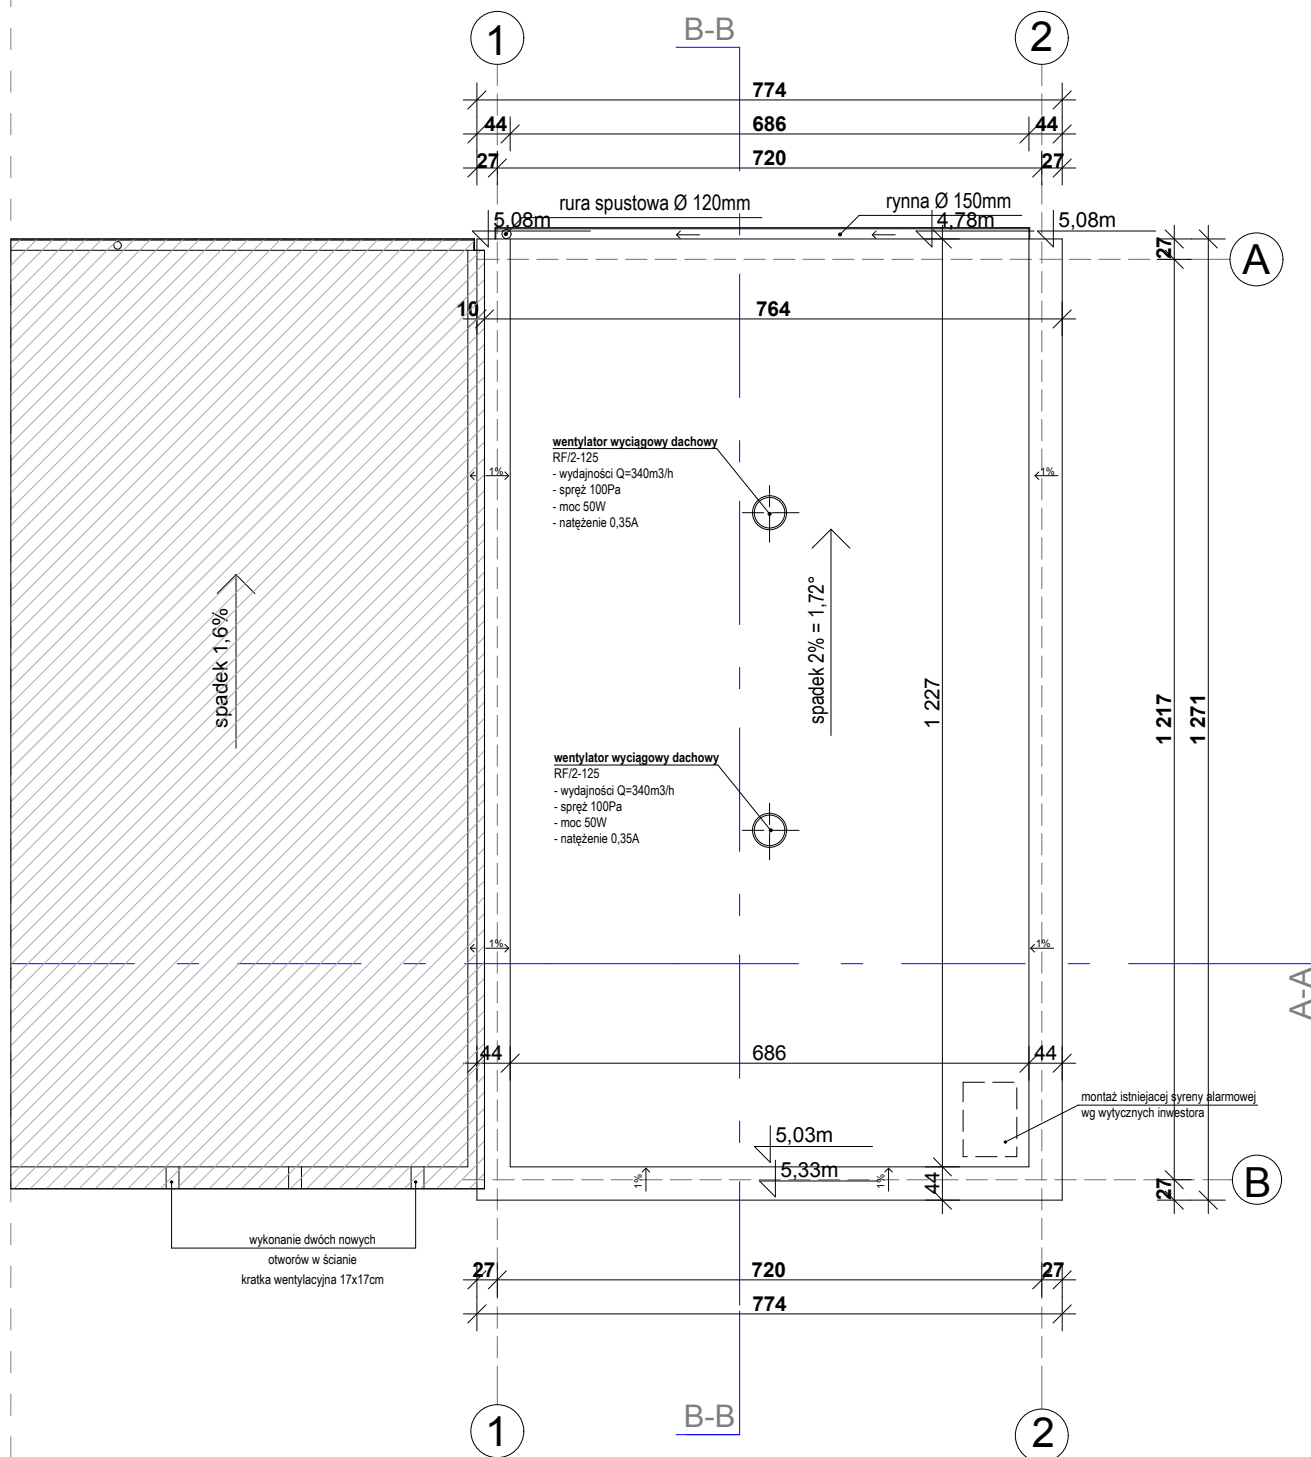 1
B-B
2
774
44
686
44
27
720
27
rura spustowa Ø 120mm
rynna Ø 150mm
5,08m
4,78m
5,08m
27
A
10
764
wentylator wyciągowy dachowy
RF/2-125
- wydajności Q=340m3/h
- spręż 100Pa
- moc 50W
- natężenie 0,35A
1%
1%
spadek 1,6%
spadek 2% = 1,72°
1 227
1 217
1 271
wentylator wyciągowy dachowy
RF/2-125
- wydajności Q=340m3/h
- spręż 100Pa
- moc 50W
- natężenie 0,35A
1%
1%
A-A
44
686
44
montaż istniejacej syreny alarmowej
wg wytycznych inwestora
5,03m
5,33m
1%
1%
44
27
B
wykonanie dwóch nowych
otworów w ścianie
kratka wentylacyjna 17x17cm
27
720
27
774
B-B
1
2